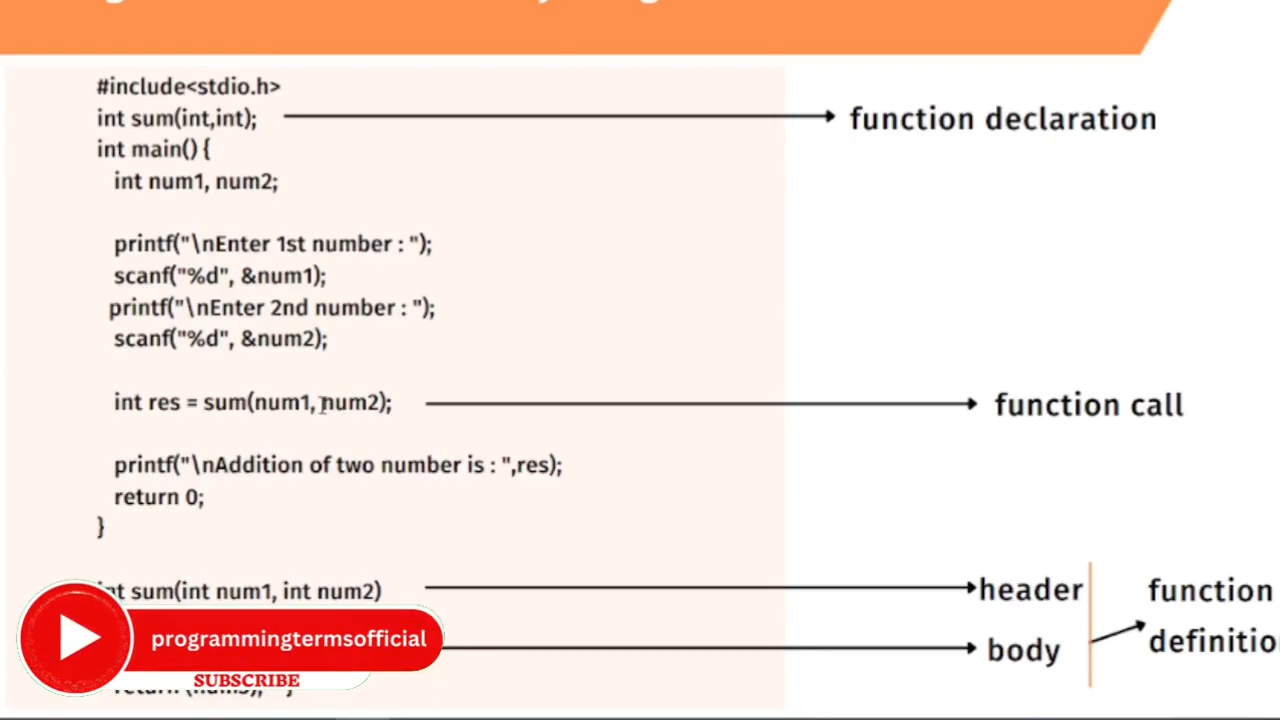 #include<stdio.h>
int sum(int,int);
function declaration
int main() {
int num1, num2;
printf("\nEnter 1st number : ");
scanf("%d", &num1);
printf("\nEnter 2nd number : ");
scanf("%d", &num2);
int res = sum(num1, num2);
function call
printf("\nAddition of two number is : ",res);
return 0;
}
int sum(int num1, int num2)
header
function
body
definitio
programmingtermsofficial
SUBSCRIBE